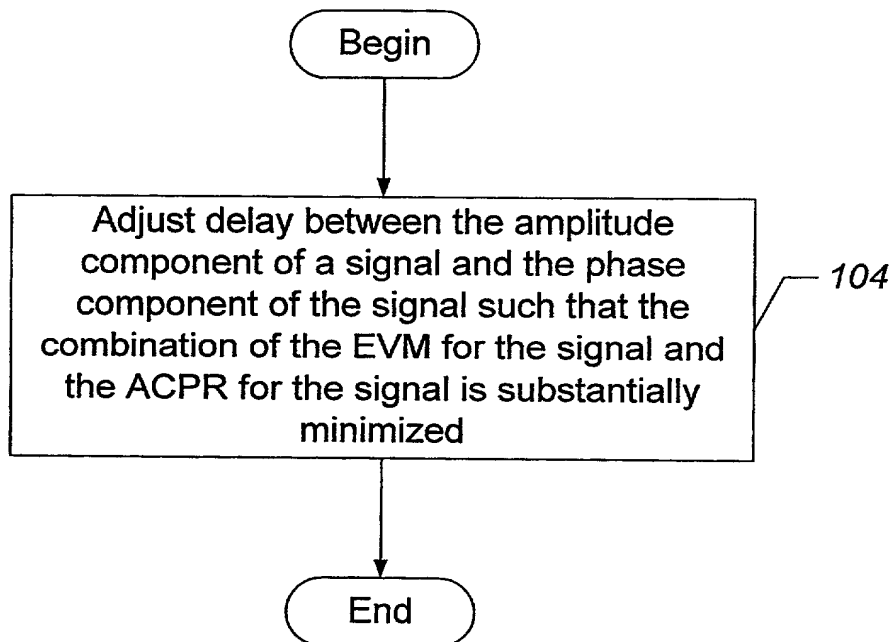 Begin
Adjust delay between the amplitude
component of a signal and the phase
component of the signal such that the
combination of the EVM for the signal and
the ACPR for the signal is substantially
minimized
104
End